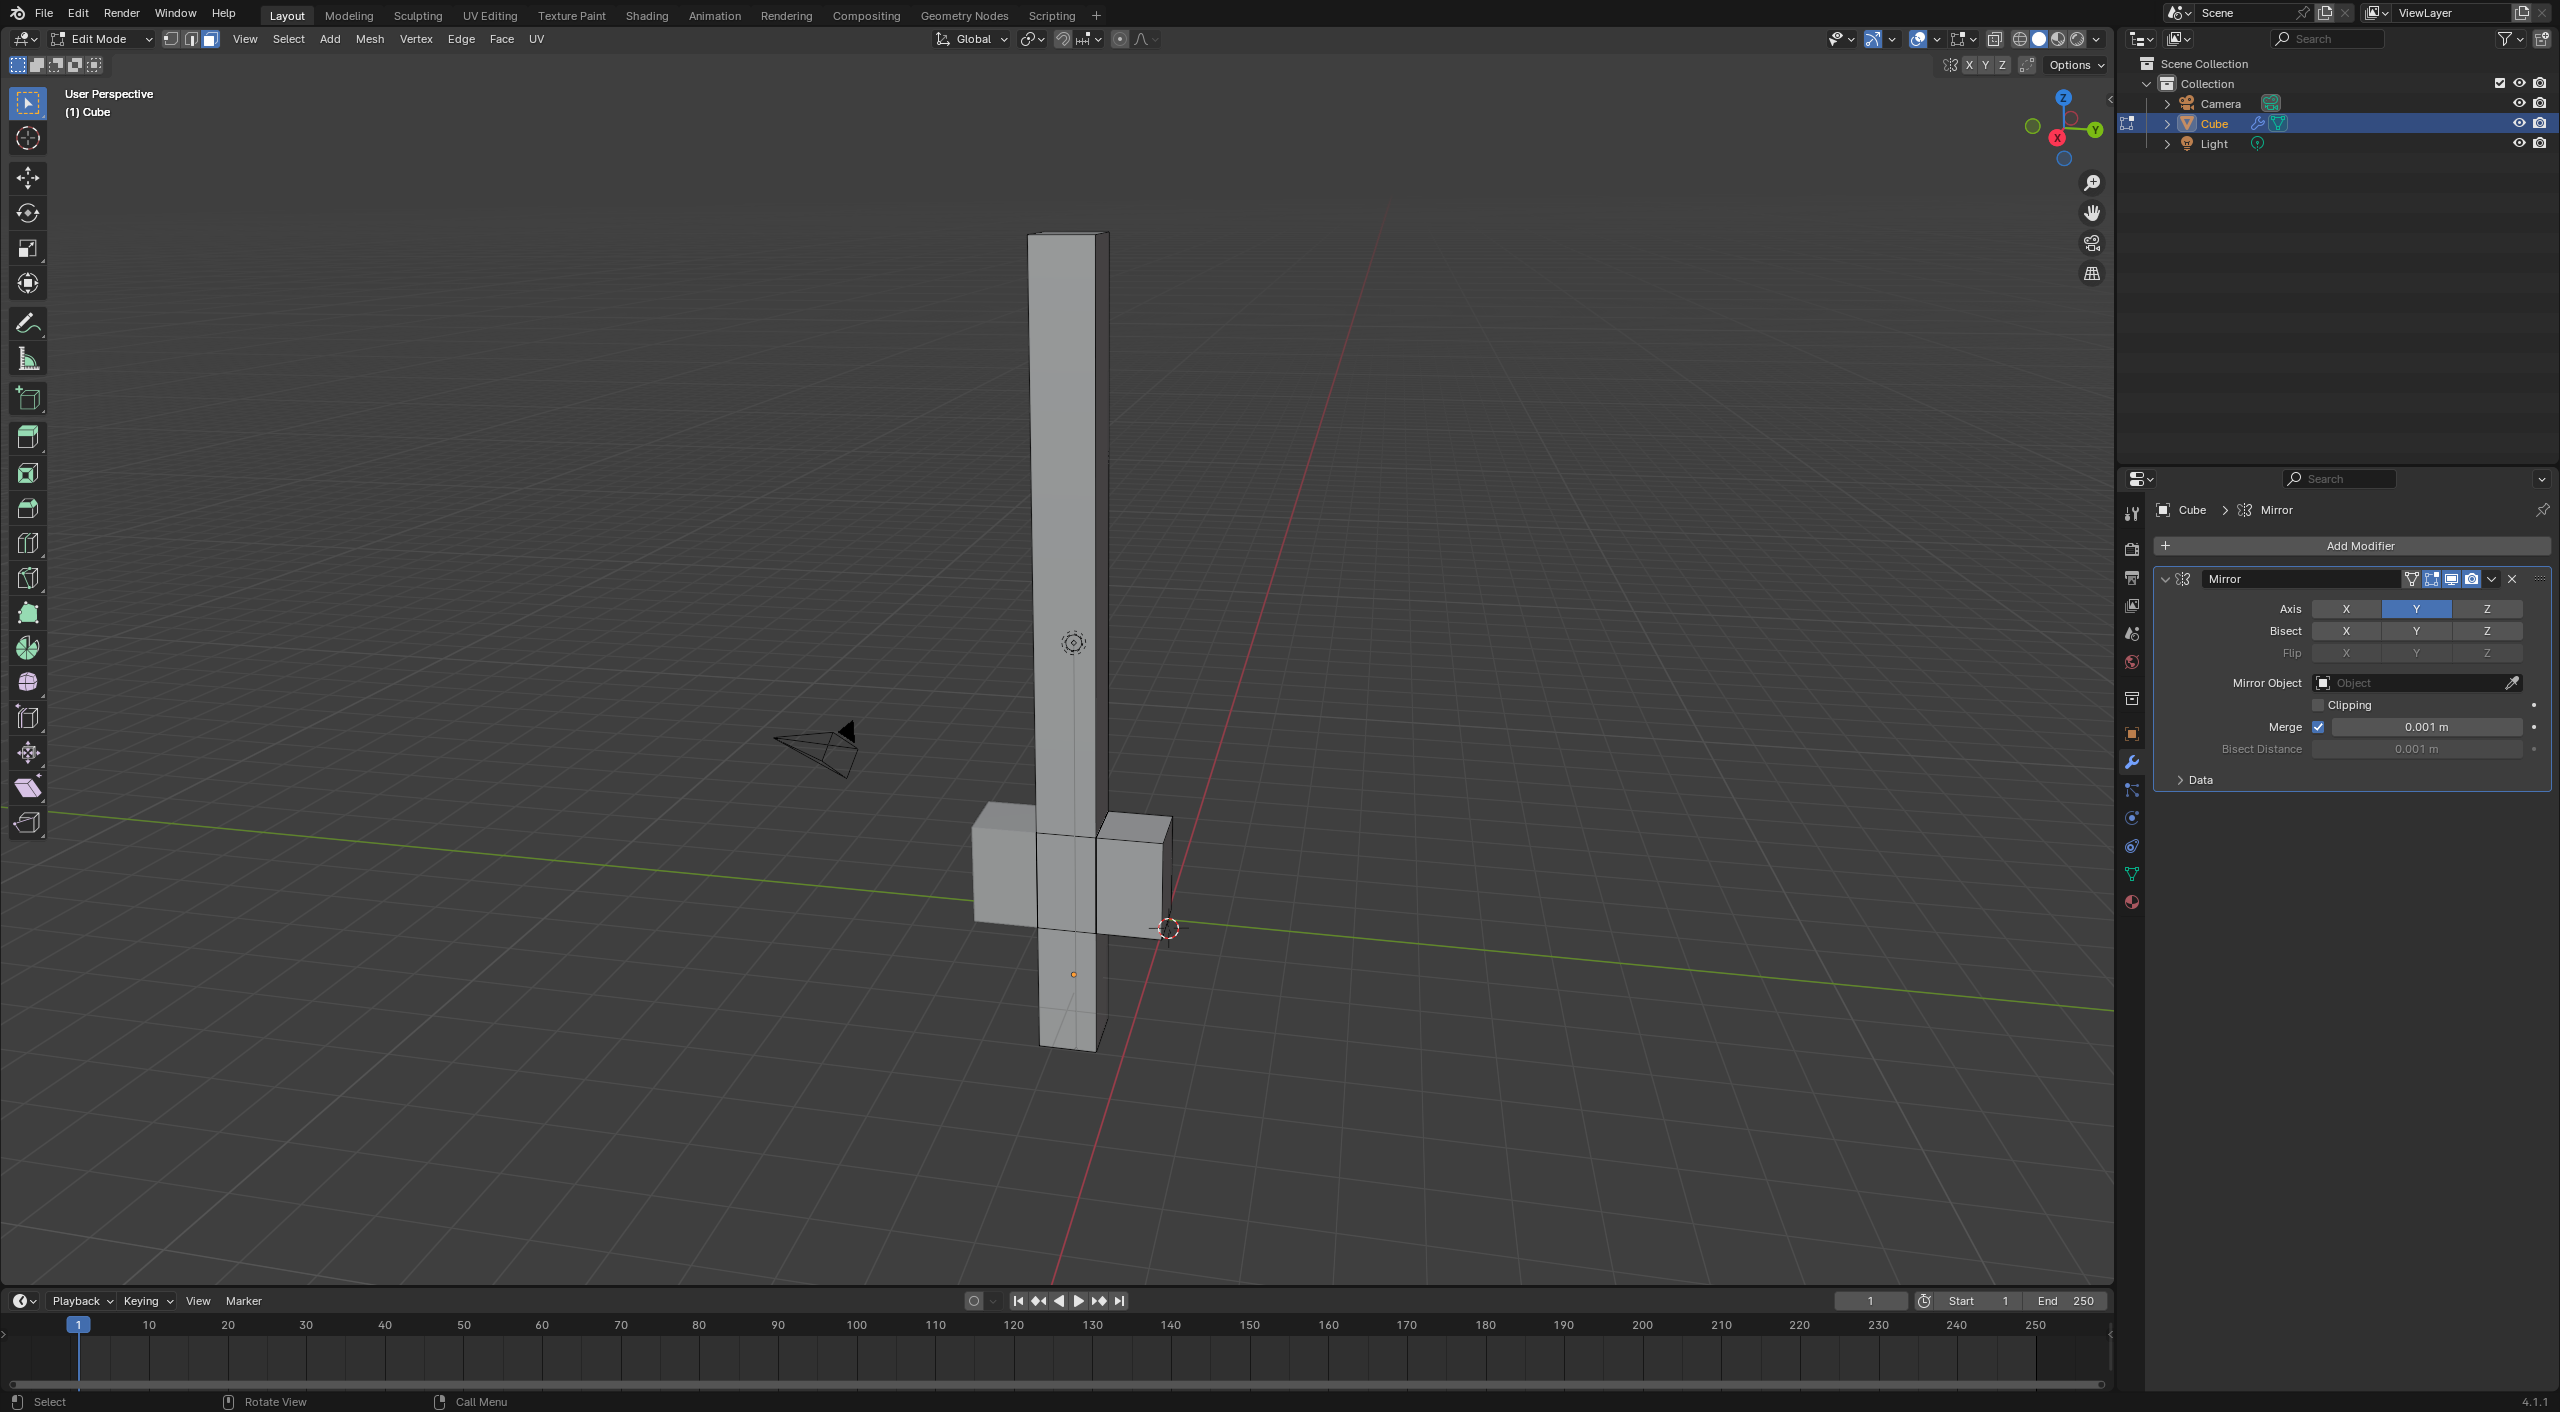 File Edit Render Window Help Layout Modeling Sculpting UV Editing Texture Paint Shading Animation Rendering Compositing Geometry Nodes Scripting + Scene ViewLayer
Edit Mode View Select Add Mesh Vertex Edge Face UV Global Search
X Y Z Options
User Perspective
(1) Cube
Z
Y
X
Scene Collection
Collection
Camera
Cube
Light
Search
Cube > Mirror
+ Add Modifier
Mirror
Axis X Y Z
Bisect X Y Z
Flip X Y Z
Mirror Object Object
Clipping
Merge 0.001 m
Bisect Distance 0.001 m
Data
Playback Keying View Marker 1 Start 1 End 250
1 10 20 30 40 50 60 70 80 90 100 110 120 130 140 150 160 170 180 190 200 210 220 230 240 250
Select Rotate View Call Menu 4.1.1